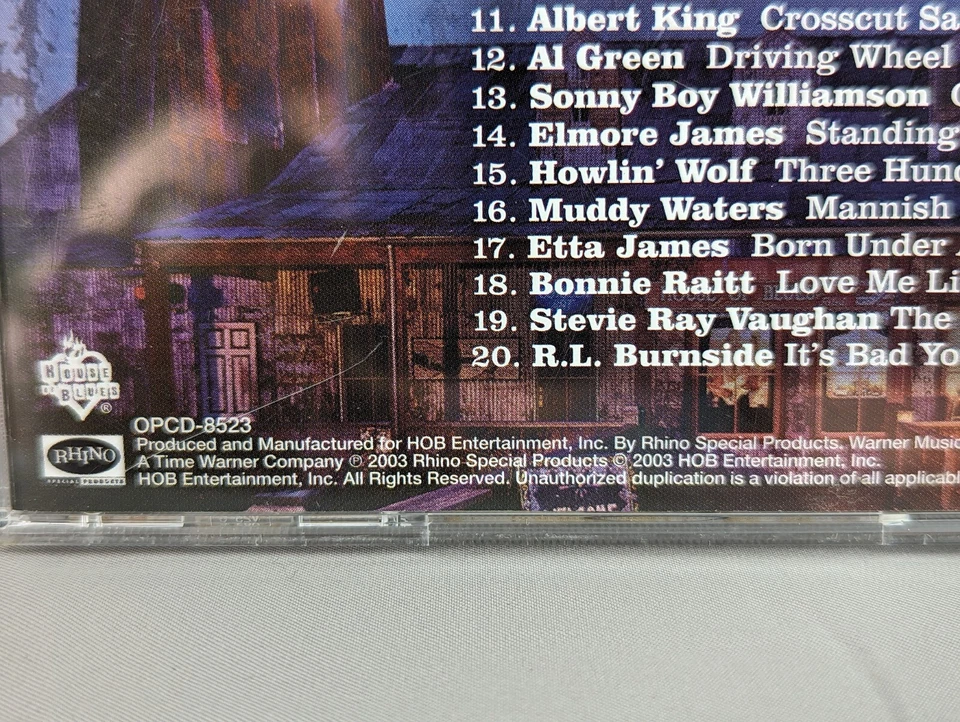 11. Albert King Crosscut Sa
12. Al Green Driving Wheel
13. Sonny Boy Williamson
14. Elmore James Standing
15. Howlin' Wolf Three Hund
16. Muddy Waters Mannish
17. Etta James Born Under
18. Bonnie Raitt Love Me Li
19. Stevie Ray Vaughan The
20. R.L. Burnside It's Bad Yo
HOUSE OF BLUES ®
OPCD-8523
Produced and Manufactured for HOB Entertainment, Inc. By Rhino Special Products. Warner Music
A Time Warner Company ℗ 2003 Rhino Special Products © 2003 HOB Entertainment, Inc.
HOB Entertainment, Inc. All Rights Reserved. Unauthorized duplication is a violation of all applicabl
RHINO
SPECIAL PRODUCTS